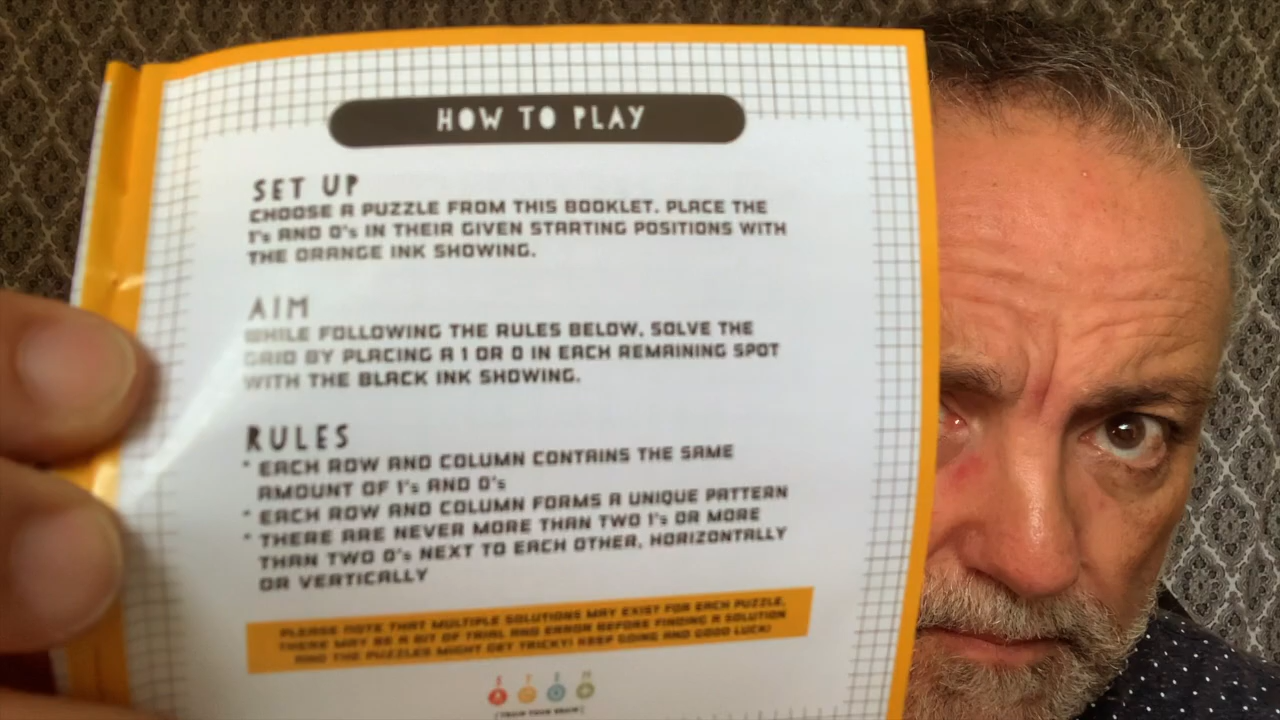 HOW TO PLAY
SET UP
CHOOSE A PUZZLE FROM THIS BOOKLET. PLACE THE
1's AND 0's IN THEIR GIVEN STARTING POSITIONS WITH
THE ORANGE INK SHOWING.
AIM
WHILE FOLLOWING THE RULES BELOW, SOLVE THE
GRID BY PLACING A 1 OR 0 IN EACH REMAINING SPOT
WITH THE BLACK INK SHOWING.
RULES
* EACH ROW AND COLUMN CONTAINS THE SAME
AMOUNT OF 1's AND 0's
* EACH ROW AND COLUMN FORMS A UNIQUE PATTERN
* THERE ARE NEVER MORE THAN TWO 1's OR MORE
THAN TWO 0's NEXT TO EACH OTHER, HORIZONTALLY
OR VERTICALLY
PLEASE NOTE THAT MULTIPLE SOLUTIONS MAY EXIST FOR EACH PUZZLE,
THERE MAY BE A BIT OF TRIAL AND ERROR BEFORE FINDING A SOLUTION
AND THE PUZZLES MIGHT GET TRICKY! KEEP GOING AND GOOD LUCK!
S T E M
[TRAIN YOUR BRAIN]